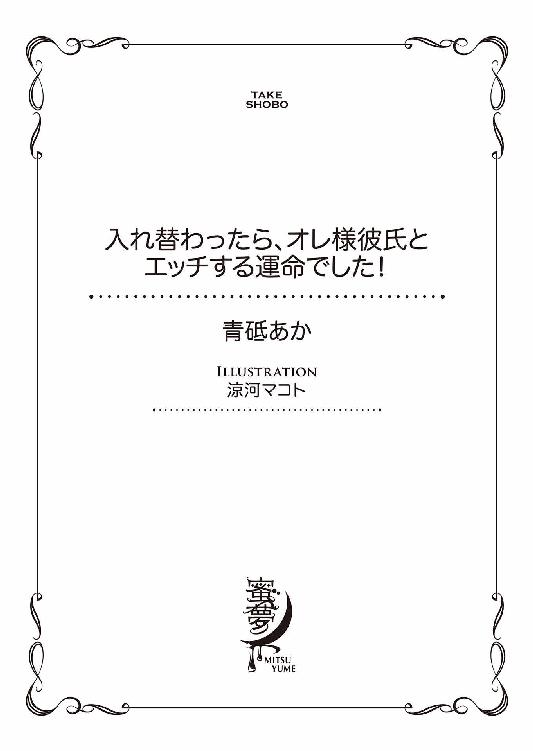 TAKE
SHOBO
入れ替わったら、オレ様彼氏と
エッチする運命でした!
青砥あか
ILLUSTRATION
涼河マコト
蜜夢
MITSU
YUME